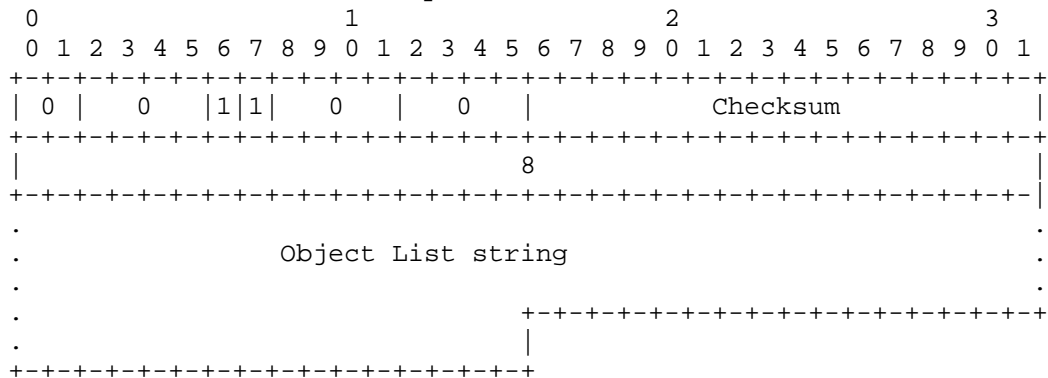 0                   1                   2                   3
 0 1 2 3 4 5 6 7 8 9 0 1 2 3 4 5 6 7 8 9 0 1 2 3 4 5 6 7 8 9 0 1
+-+-+-+-+-+-+-+-+-+-+-+-+-+-+-+-+-+-+-+-+-+-+-+-+-+-+-+-+-+-+-+-+
| 0 |   0   |1|1|   0   |   0   |           Checksum            |
+-+-+-+-+-+-+-+-+-+-+-+-+-+-+-+-+-+-+-+-+-+-+-+-+-+-+-+-+-+-+-+-+
|                               8                               |
+-+-+-+-+-+-+-+-+-+-+-+-+-+-+-+-+-+-+-+-+-+-+-+-+-+-+-+-+-+-+-+-|
.                                                               .
.                Object List string                             .
.                                                               .
.                               +-+-+-+-+-+-+-+-+-+-+-+-+-+-+-+-+
.                               |
+-+-+-+-+-+-+-+-+-+-+-+-+-+-+-+-+